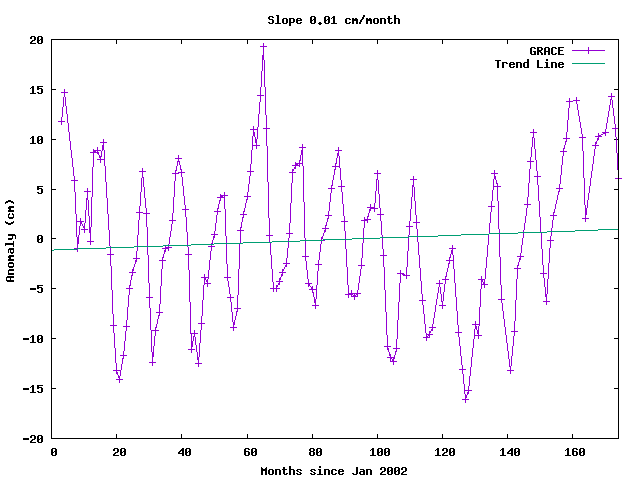 Slope 0.01 cm/month
GRACE
Trend Line
20
15
10
5
0
-5
-10
-15
-20
Anomaly (cm)
0 20 40 60 80 100 120 140 160
Months since Jan 2002